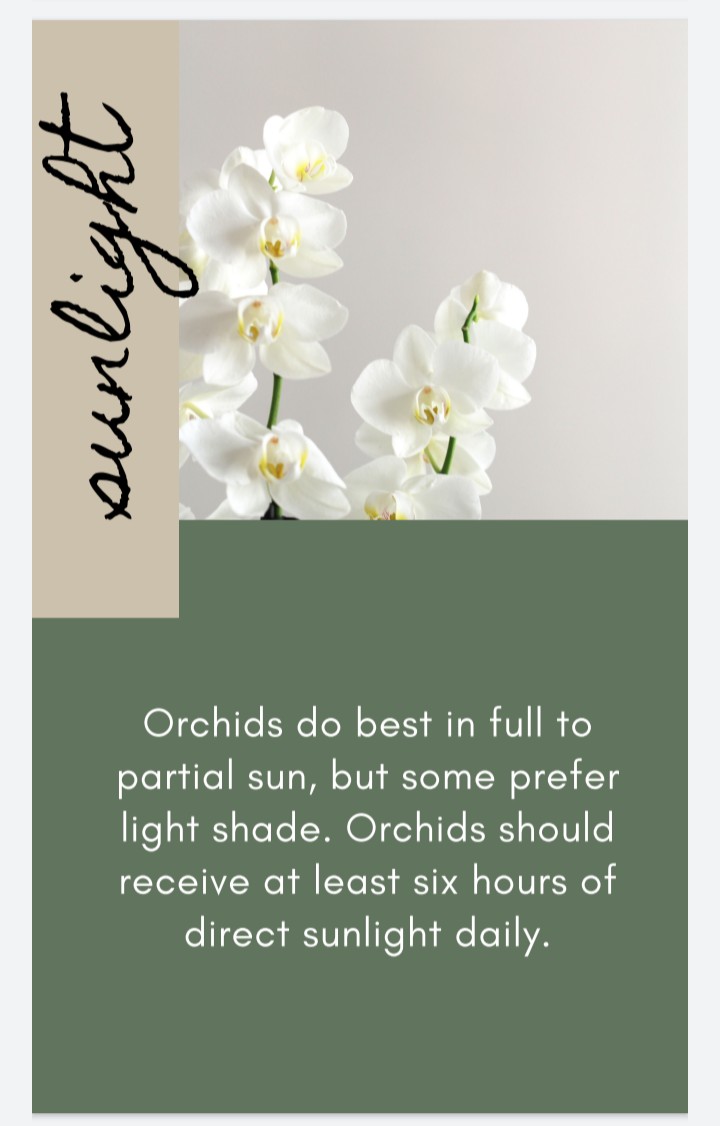 sunlight
Orchids do best in full to
partial sun, but some prefer
light shade. Orchids should
receive at least six hours of
direct sunlight daily.